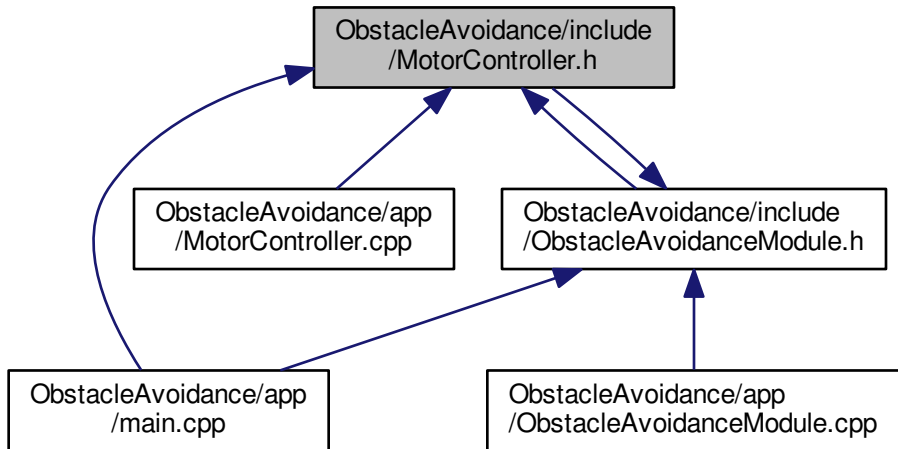 ObstacleAvoidance/include
/MotorController.h
ObstacleAvoidance/app
/MotorController.cpp
ObstacleAvoidance/include
/ObstacleAvoidanceModule.h
ObstacleAvoidance/app
/main.cpp
ObstacleAvoidance/app
/ObstacleAvoidanceModule.cpp